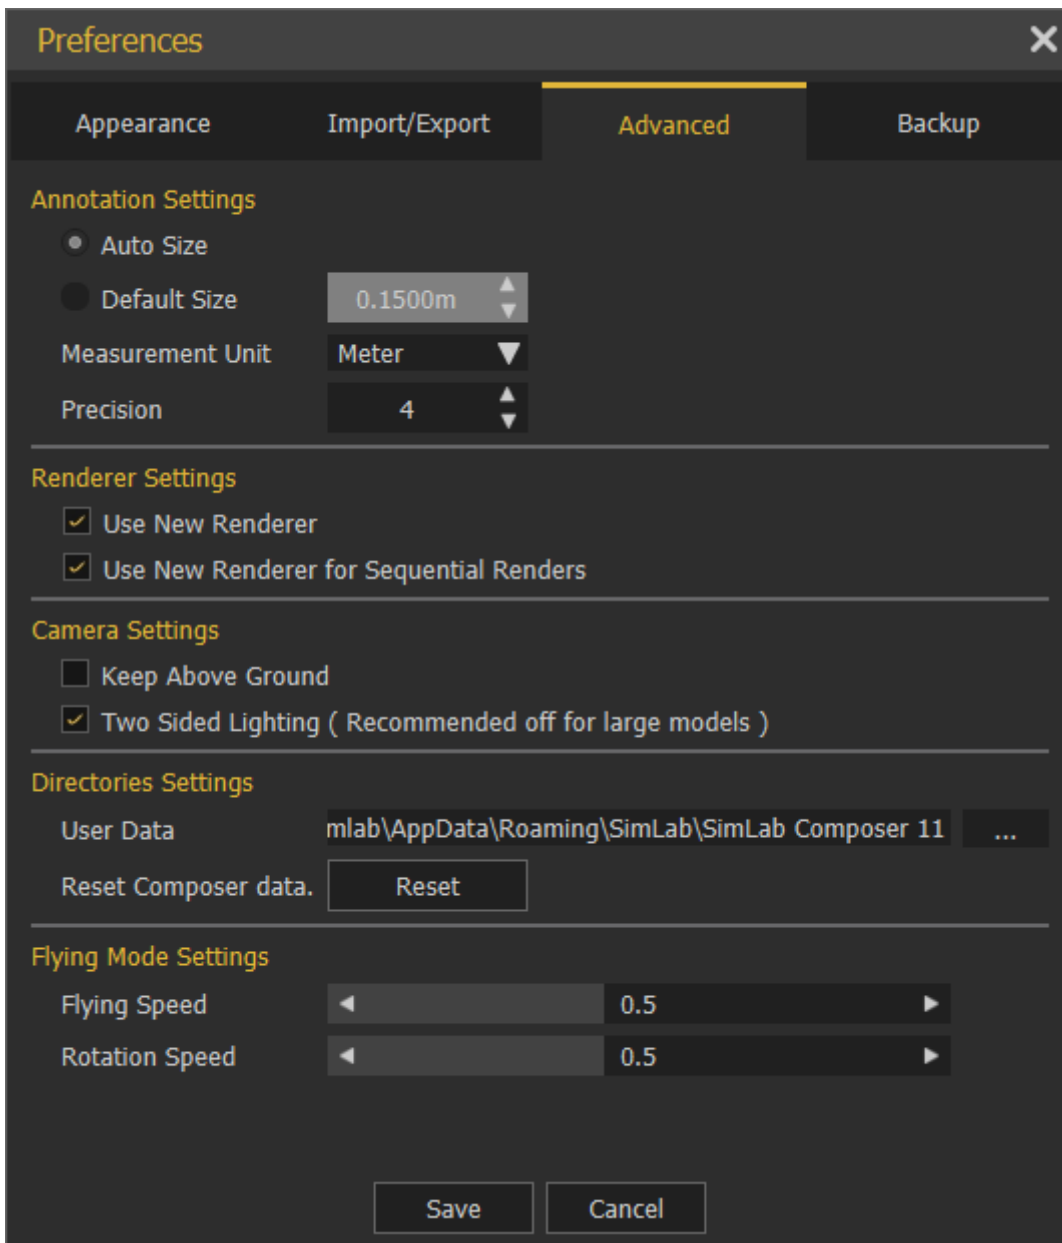 Preferences
Appearance Import/Export Advanced Backup
Annotation Settings
Auto Size
Default Size 0.1500m
Measurement Unit Meter
Precision 4
Renderer Settings
Use New Renderer
Use New Renderer for Sequential Renders
Camera Settings
Keep Above Ground
Two Sided Lighting ( Recommended off for large models )
Directories Settings
User Data mlab\AppData\Roaming\SimLab\SimLab Composer 11 ...
Reset Composer data. Reset
Flying Mode Settings
Flying Speed 0.5
Rotation Speed 0.5
Save Cancel